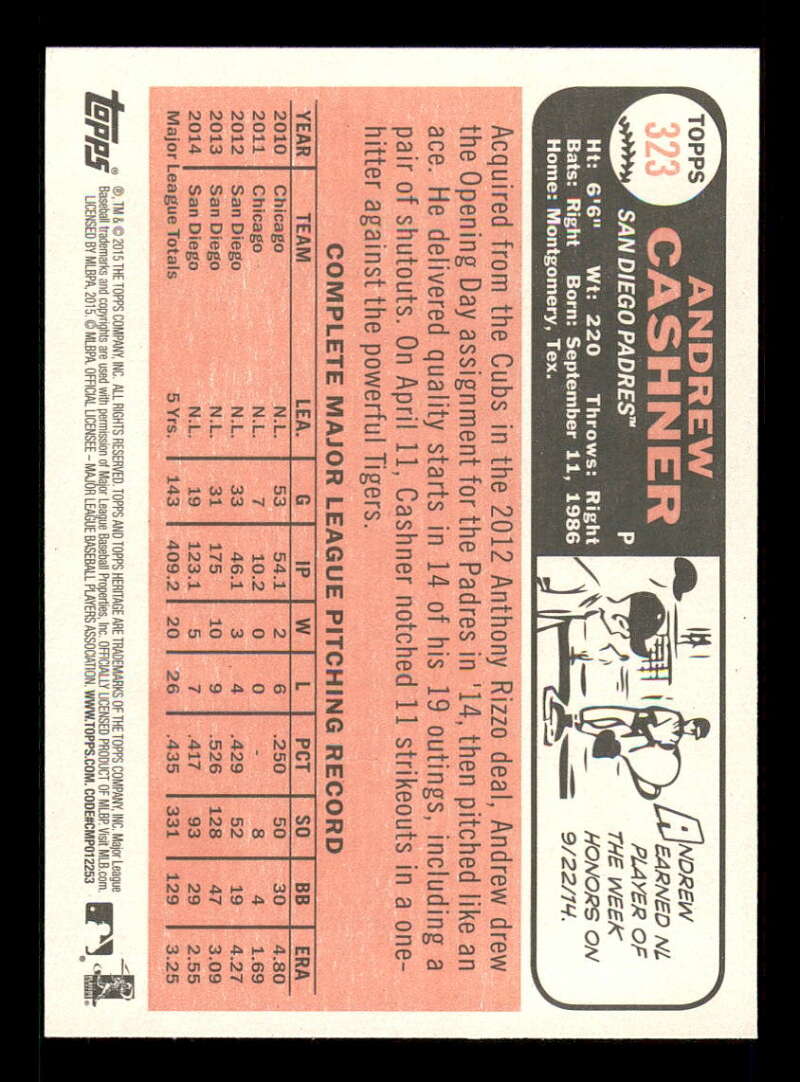 TOPPS
323
ANDREW
CASHNER
SAN DIEGO PADRES™ P
Ht: 6'6" Wt: 220 Throws: Right
Bats: Right Born: September 11, 1986
Home: Montgomery, Tex.
ANDREW
EARNED NL
PLAYER OF
THE WEEK
HONORS ON
9/22/14.
Acquired from the Cubs in the 2012 Anthony Rizzo deal, Andrew drew
the Opening Day assignment for the Padres in '14, then pitched like an
ace. He delivered quality starts in 14 of his 19 outings, including a
pair of shutouts. On April 11, Cashner notched 11 strikeouts in a one-
hitter against the powerful Tigers.
COMPLETE MAJOR LEAGUE PITCHING RECORD
YEAR TEAM LEA. G IP W L PCT SO BB ERA
2010 Chicago N.L. 53 54.1 2 6 .250 50 30 4.80
2011 Chicago N.L. 7 10.2 0 0 - 8 4 1.69
2012 San Diego N.L. 33 46.1 3 4 .429 52 19 4.27
2013 San Diego N.L. 31 175 10 9 .526 128 47 3.09
2014 San Diego N.L. 19 123.1 5 7 .417 93 29 2.55
Major League Totals 5 Yrs. 143 409.2 20 26 .435 331 129 3.25
topps®
®, TM & © 2015 THE TOPPS COMPANY, INC. ALL RIGHTS RESERVED. TOPPS AND TOPPS HERITAGE ARE TRADEMARKS OF THE TOPPS COMPANY, INC. Major League
Baseball trademarks and copyrights are used with permission of Major League Baseball Properties, Inc. OFFICIALLY LICENSED PRODUCT OF MLBP. Visit MLB.com.
LICENSED BY MLBPA, 2015. © MLBPA. OFFICIAL LICENSEE – MAJOR LEAGUE BASEBALL PLAYERS ASSOCIATION. WWW.TOPPS.COM. CODE#CMP012253